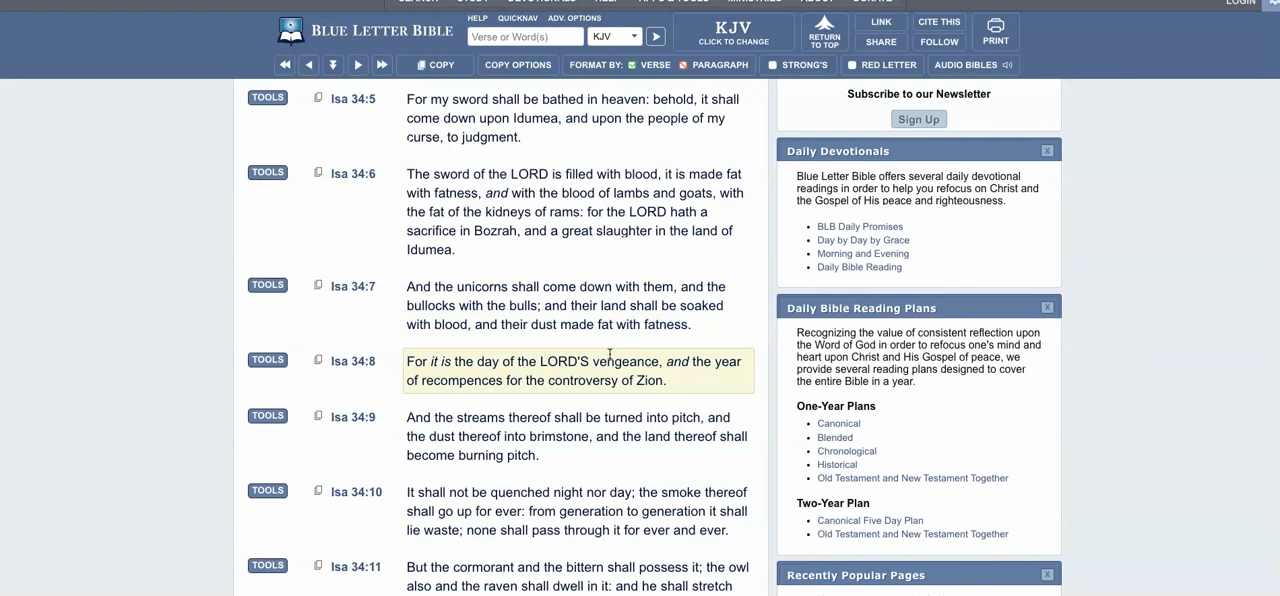 LOGIN
HELP QUICKNAV ADV. OPTIONS
BLUE LETTER BIBLE
Verse or Word(s)
KJV
KJV
CLICK TO CHANGE
RETURN
TO TOP
LINK
CITE THIS
SHARE
FOLLOW
PRINT
COPY
COPY OPTIONS
FORMAT BY: VERSE PARAGRAPH
STRONG'S
RED LETTER
AUDIO BIBLES
TOOLS Isa 34:5
For my sword shall be bathed in heaven: behold, it shall
come down upon Idumea, and upon the people of my
curse, to judgment.
TOOLS Isa 34:6
The sword of the LORD is filled with blood, it is made fat
with fatness, and with the blood of lambs and goats, with
the fat of the kidneys of rams: for the LORD hath a
sacrifice in Bozrah, and a great slaughter in the land of
Idumea.
TOOLS Isa 34:7
And the unicorns shall come down with them, and the
bullocks with the bulls; and their land shall be soaked
with blood, and their dust made fat with fatness.
TOOLS Isa 34:8
For it is the day of the LORD'S vengeance, and the year
of recompences for the controversy of Zion.
TOOLS Isa 34:9
And the streams thereof shall be turned into pitch, and
the dust thereof into brimstone, and the land thereof shall
become burning pitch.
TOOLS Isa 34:10
It shall not be quenched night nor day; the smoke thereof
shall go up for ever: from generation to generation it shall
lie waste; none shall pass through it for ever and ever.
TOOLS Isa 34:11
But the cormorant and the bittern shall possess it; the owl
also and the raven shall dwell in it: and he shall stretch
Subscribe to our Newsletter
Sign Up
Daily Devotionals
X
Blue Letter Bible offers several daily devotional
readings in order to help you refocus on Christ and
the Gospel of His peace and righteousness.
BLB Daily Promises
Day by Day by Grace
Morning and Evening
Daily Bible Reading
Daily Bible Reading Plans
X
Recognizing the value of consistent reflection upon
the Word of God in order to refocus one's mind and
heart upon Christ and His Gospel of peace, we
provide several reading plans designed to cover
the entire Bible in a year.
One-Year Plans
Canonical
Blended
Chronological
Historical
Old Testament and New Testament Together
Two-Year Plan
Canonical Five Day Plan
Old Testament and New Testament Together
Recently Popular Pages
X